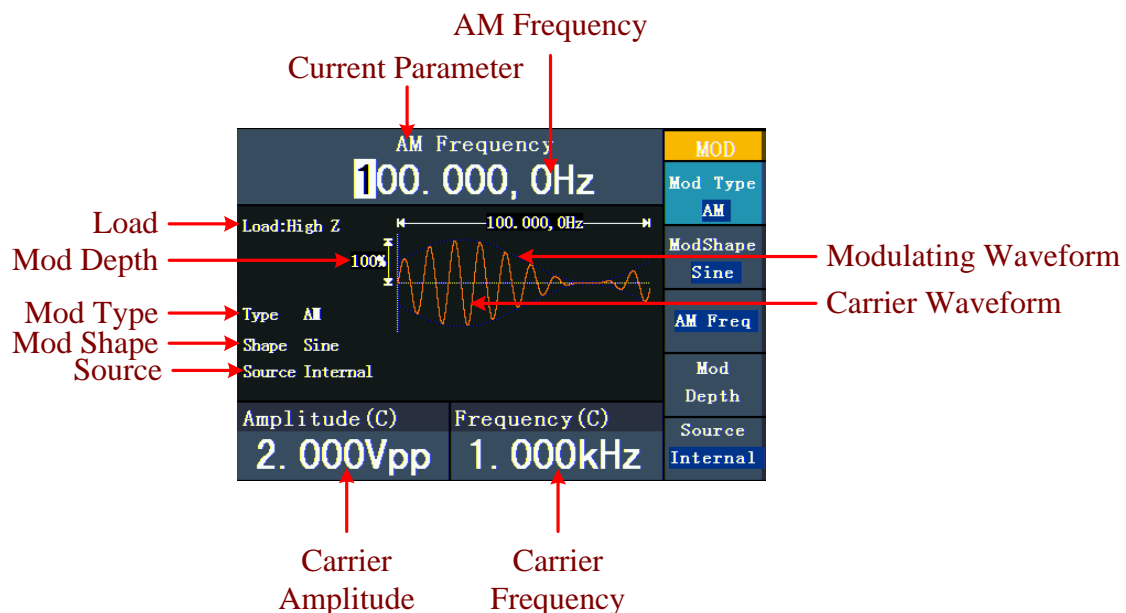 AM Frequency
Current Parameter
AM Frequency
100.000,0Hz
MOD
Mod Type
AM
ModShape
Sine
AM Freq
Mod
Depth
Source
Internal
Load
Load:High Z
100.000,0Hz
Mod Depth
100%
Modulating Waveform
Carrier Waveform
Mod Type
Type AM
Mod Shape
Shape Sine
Source
Source Internal
Amplitude(C)
2.000Vpp
Frequency(C)
1.000kHz
Carrier
Amplitude
Carrier
Frequency